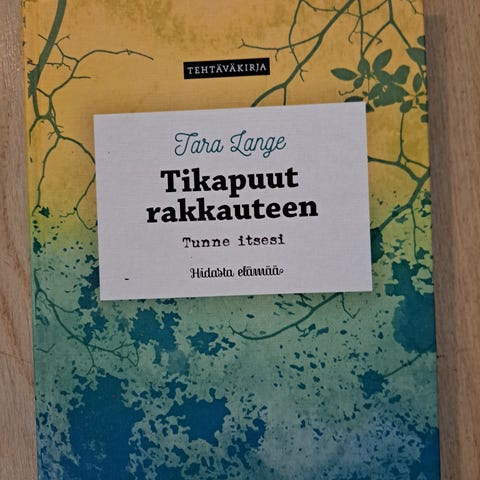 TEHTÄVÄKIRJA
Tara Lange
Tikapuut
rakkauteen
Tunne itsesi
Hidasta elämää